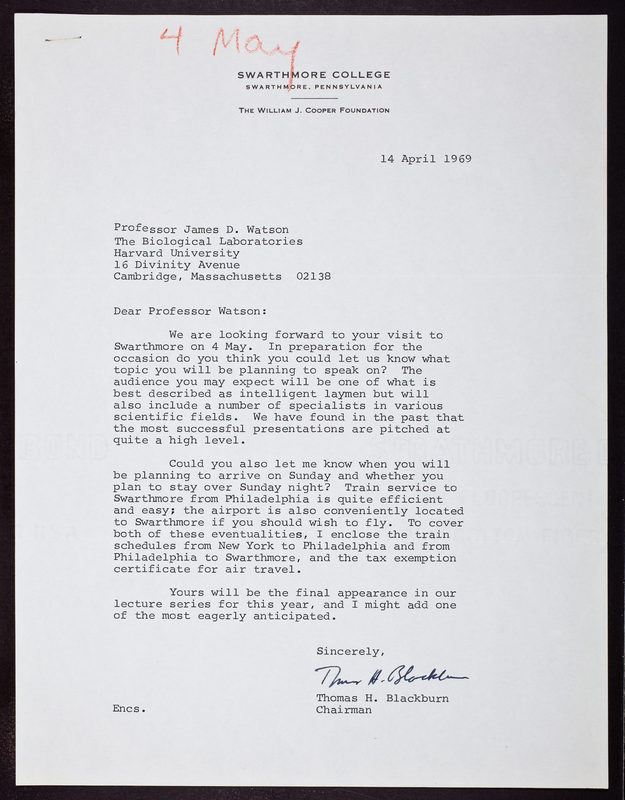 4 May
SWARTHMORE COLLEGE
SWARTHMORE, PENNSYLVANIA
THE WILLIAM J. COOPER FOUNDATION
14 April 1969
Professor James D. Watson
The Biological Laboratories
Harvard University
16 Divinity Avenue
Cambridge, Massachusetts 02138
Dear Professor Watson:
We are looking forward to your visit to
Swarthmore on 4 May. In preparation for the
occasion do you think you could let us know what
topic you will be planning to speak on? The
audience you may expect will be one of what is
best described as intelligent laymen but will
also include a number of specialists in various
scientific fields. We have found in the past that
the most successful presentations are pitched at
quite a high level.
Could you also let me know when you will
be planning to arrive on Sunday and whether you
plan to stay over Sunday night? Train service to
Swarthmore from Philadelphia is quite efficient
and easy; the airport is also conveniently located
to Swarthmore if you should wish to fly. To cover
both of these eventualities, I enclose the train
schedules from New York to Philadelphia and from
Philadelphia to Swarthmore, and the tax exemption
certificate for air travel.
Yours will be the final appearance in our
lecture series for this year, and I might add one
of the most eagerly anticipated.
Sincerely,
Thomas H. Blackburn
Thomas H. Blackburn
Encs.
Chairman